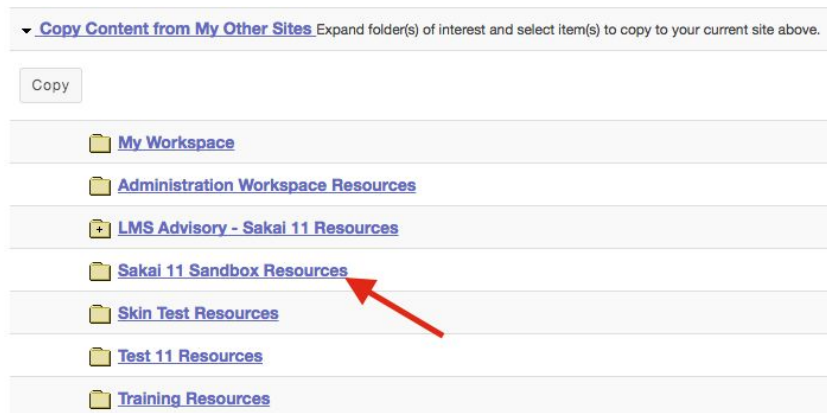 Copy Content from My Other Sites Expand folder(s) of interest and select item(s) to copy to your current site above.
Copy
My Workspace
Administration Workspace Resources
LMS Advisory - Sakai 11 Resources
Sakai 11 Sandbox Resources
Skin Test Resources
Test 11 Resources
Training Resources